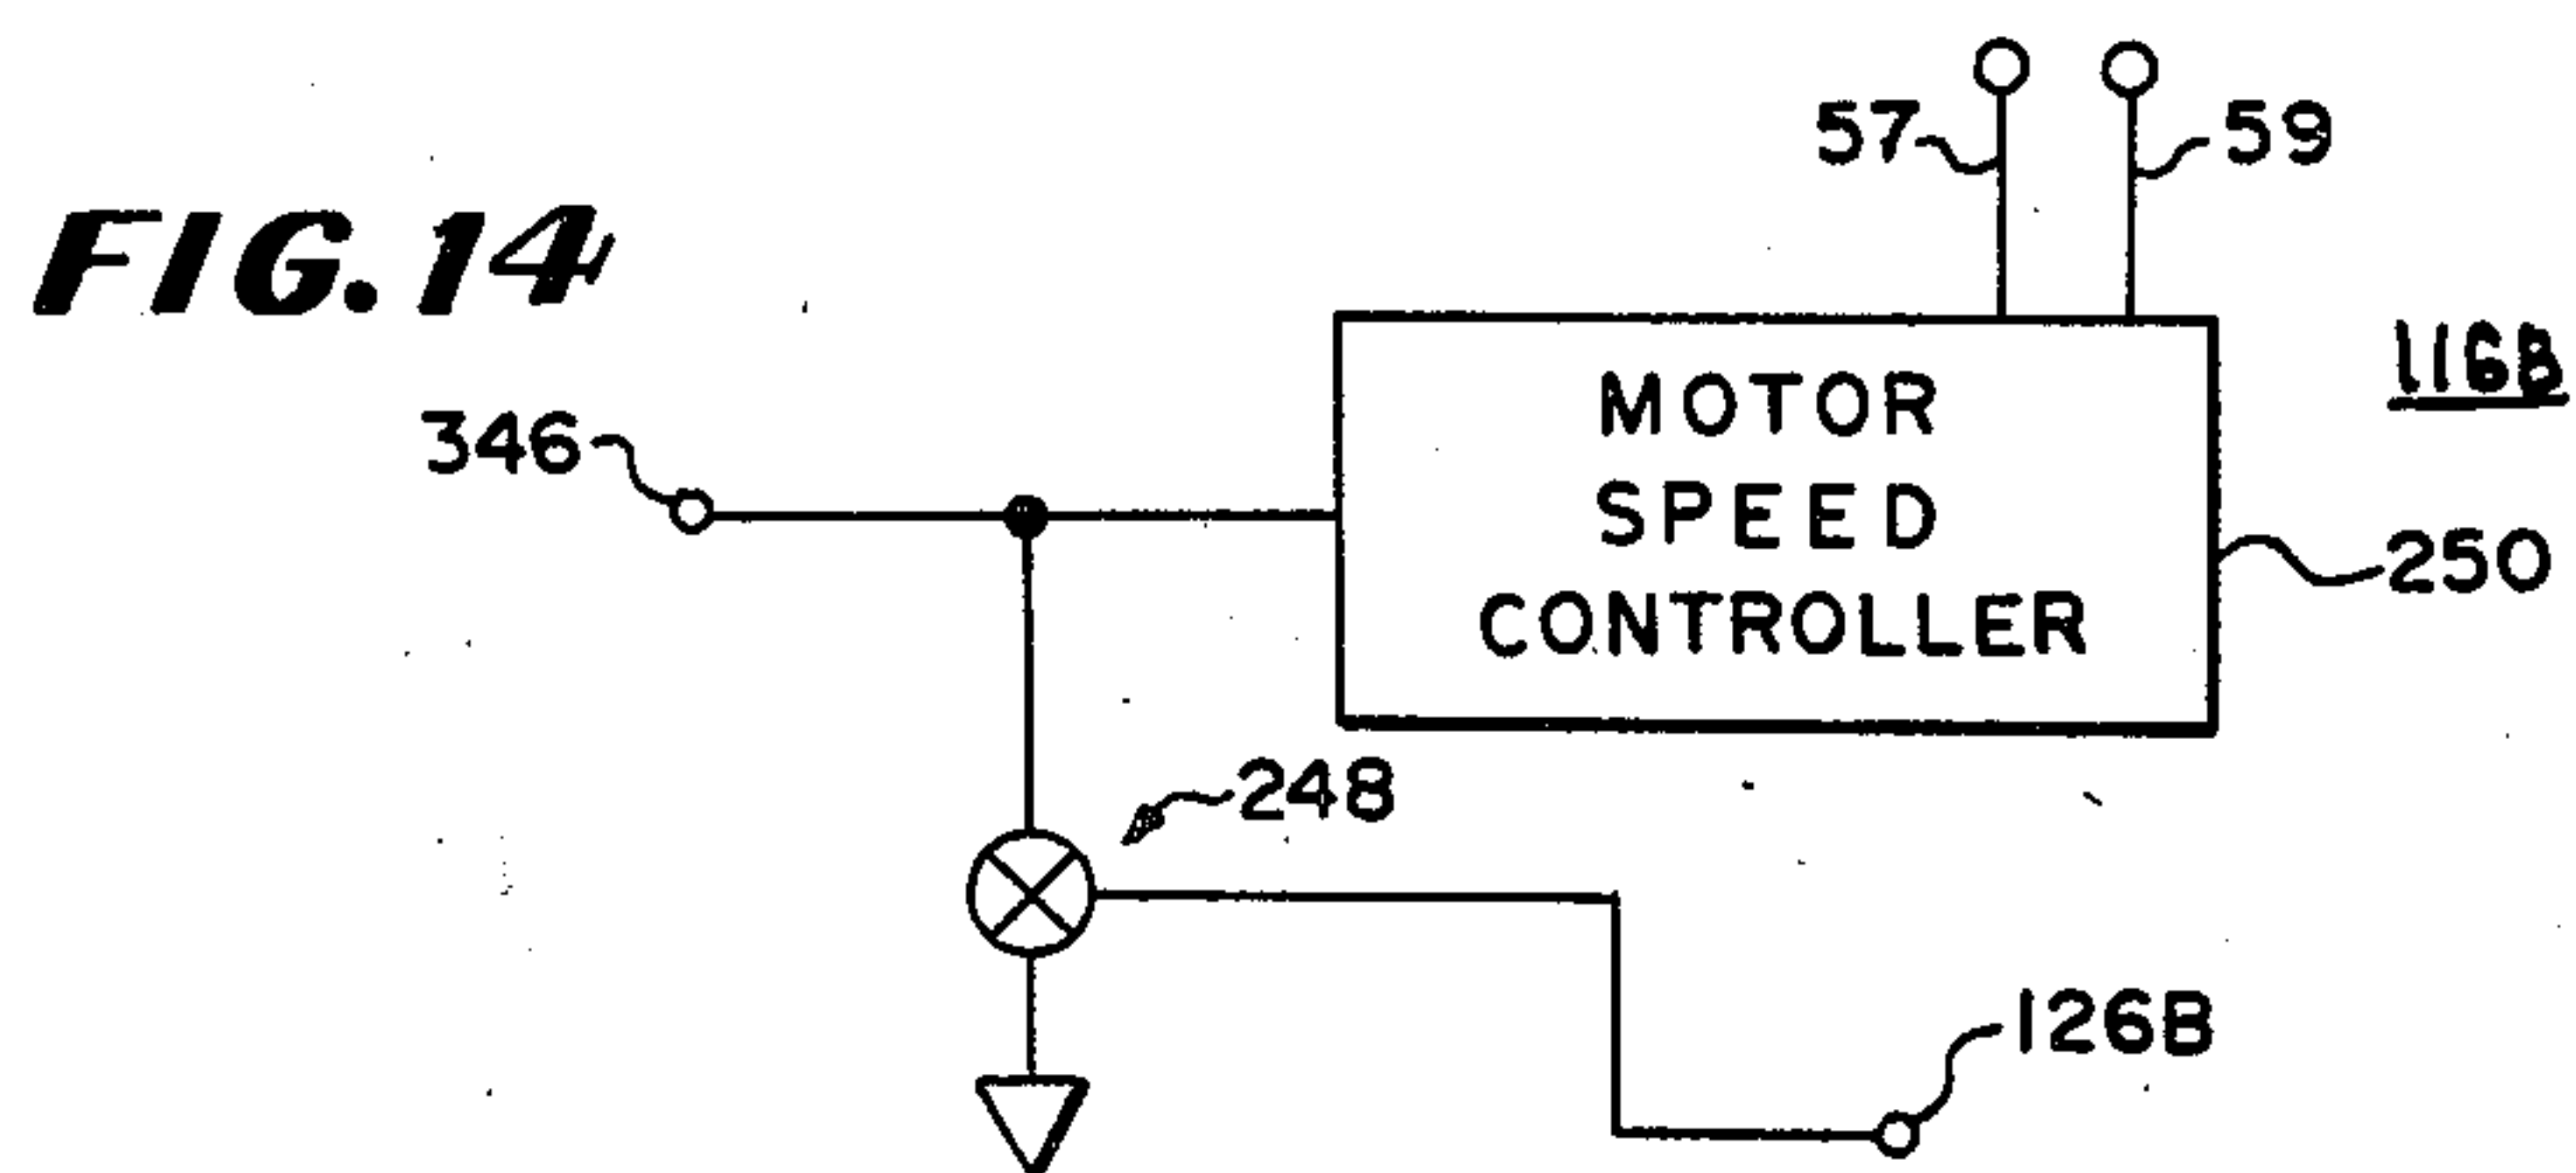 FIG. 14
57
59
116B
346
MOTOR
SPEED
CONTROLLER
250
248
126B